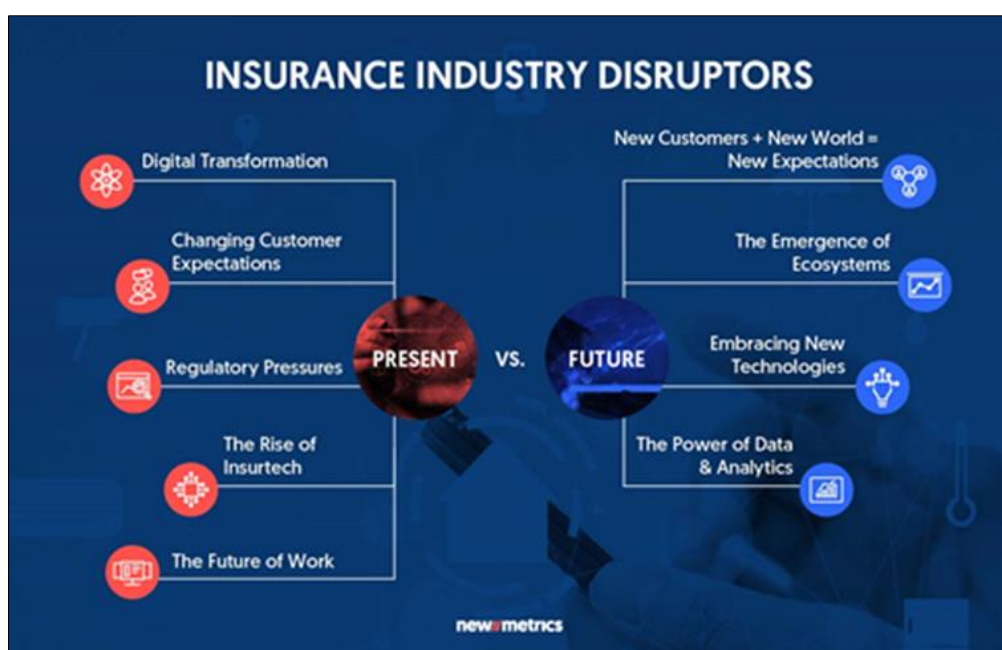 INSURANCE INDUSTRY DISRUPTORS
Digital Transformation
Changing Customer
Expectations
Regulatory Pressures
The Rise of
Insurtech
The Future of Work
PRESENT
VS.
FUTURE
New Customers + New World =
New Expectations
The Emergence of
Ecosystems
Embracing New
Technologies
The Power of Data
& Analytics
newmetrics